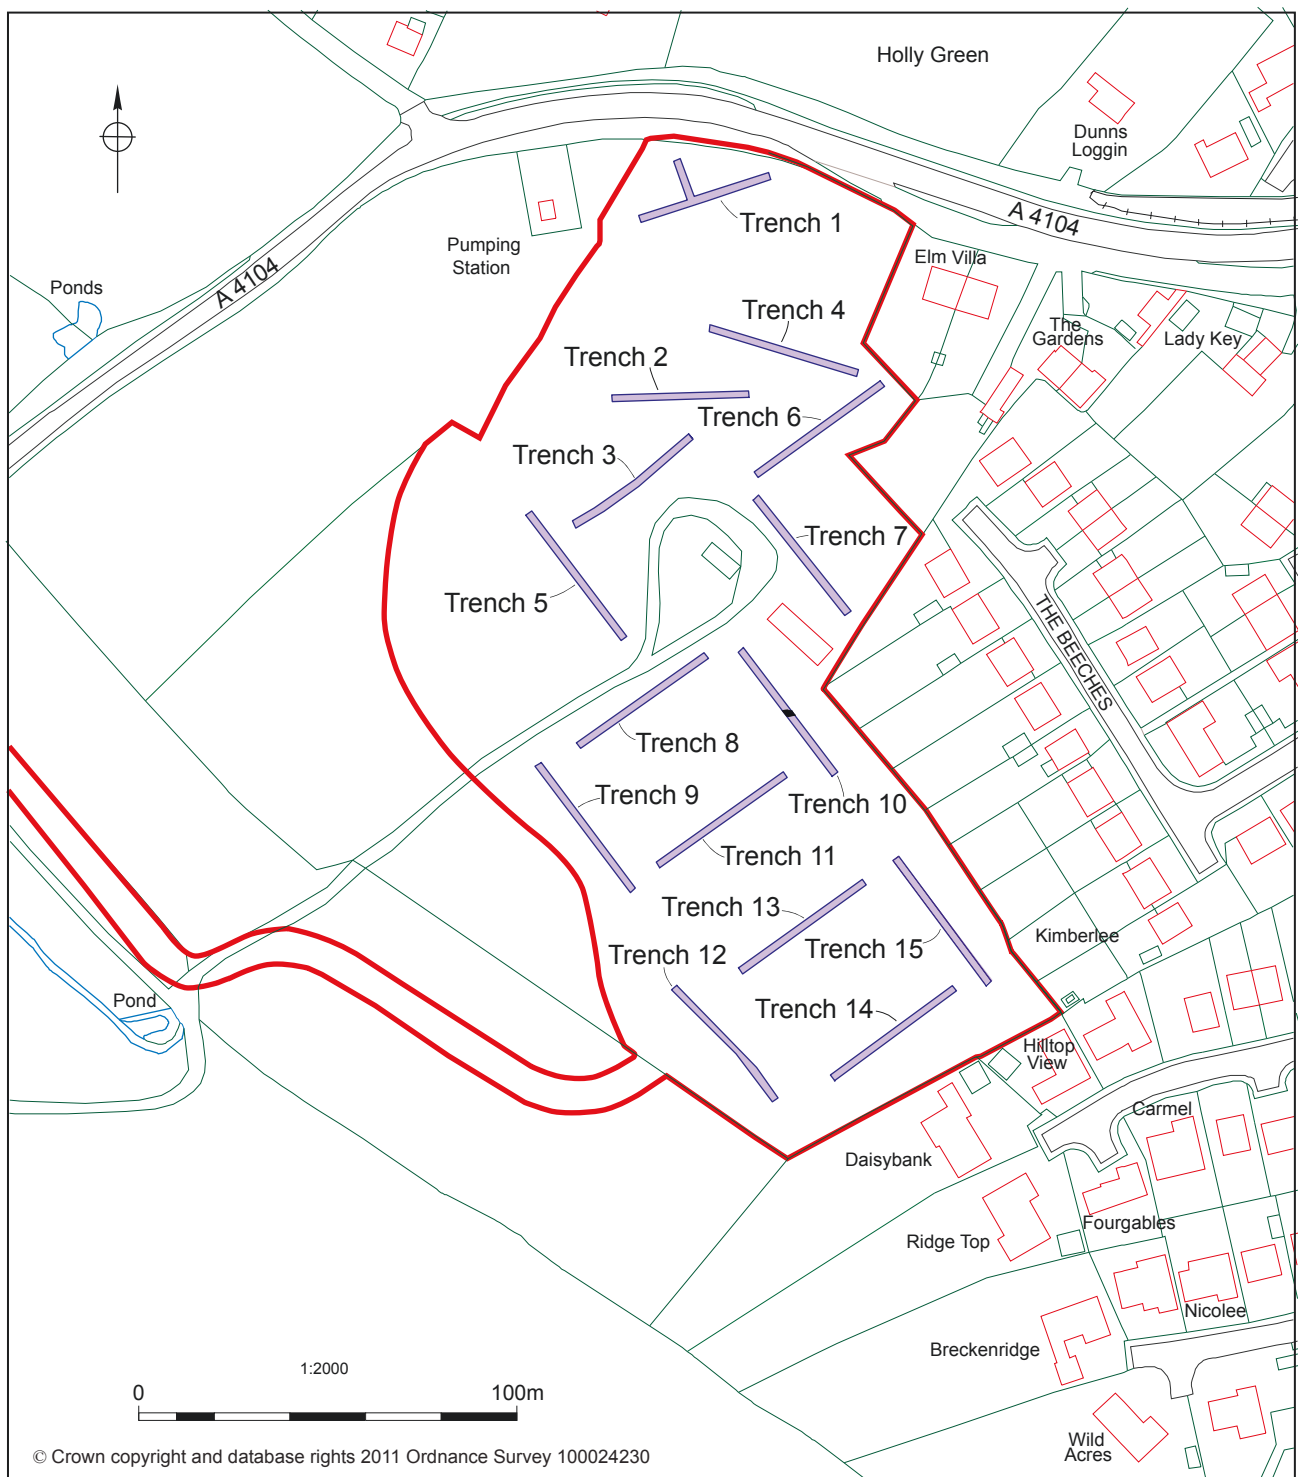 Holly Green
Dunns
Loggin
A 4104
Trench 1
Pumping
Station
Elm Villa
A 4104
Ponds
Trench 4
The
Gardens
Lady Key
Trench 2
Trench 6
Trench 3
Trench 7
Trench 5
THE BEECHES
Trench 8
Trench 9
Trench 10
Trench 11
Trench 13
Trench 15
Kimberlee
Trench 12
Pond
Trench 14
Hilltop
View
Carmel
Daisybank
Fourgables
Ridge Top
Nicolee
Breckenridge
1:2000
0
100m
Wild
Acres
© Crown copyright and database rights 2011 Ordnance Survey 100024230